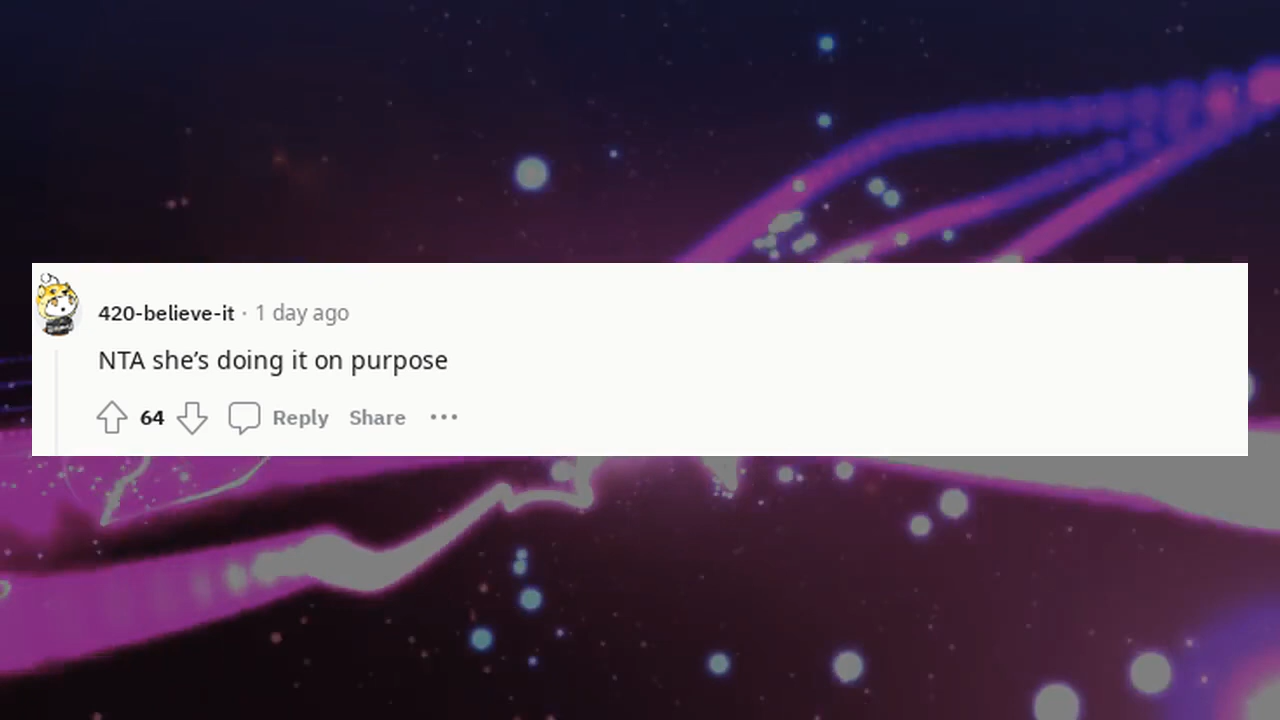 420-believe-it · 1 day ago
NTA she’s doing it on purpose
64 Reply Share ···